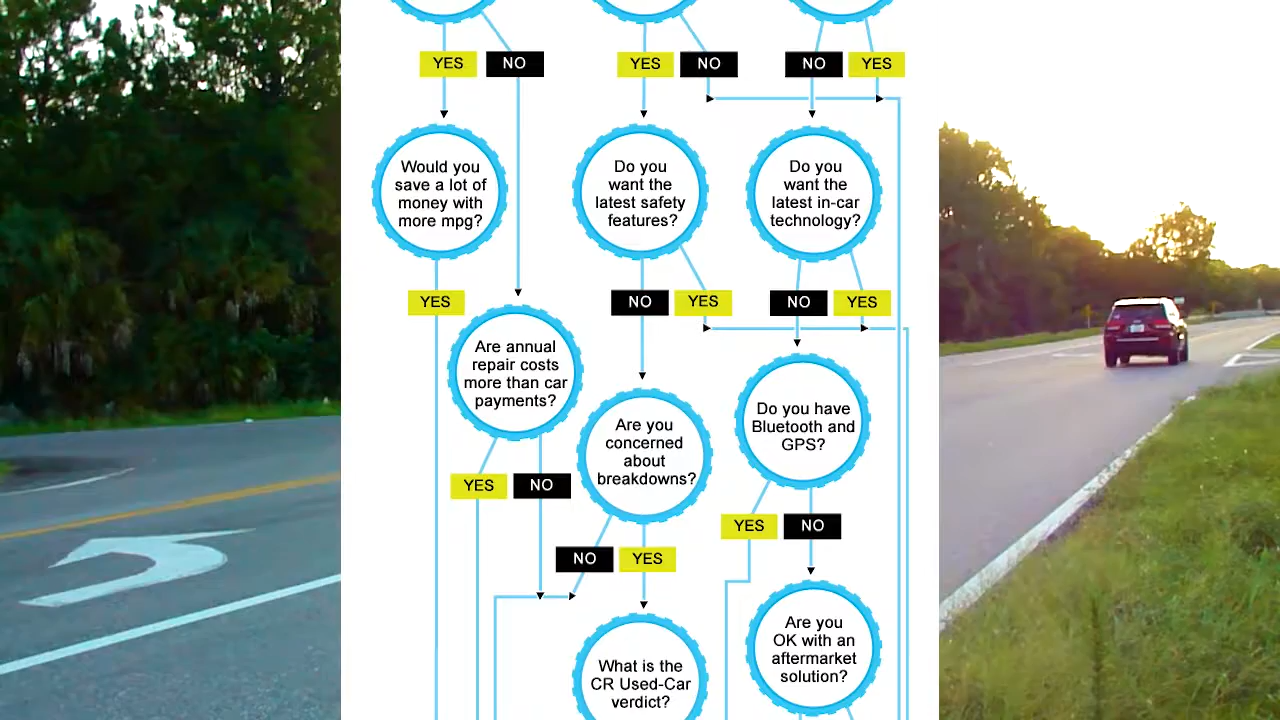 YES
NO
YES
NO
NO
YES
Would you
save a lot of
money with
more mpg?
Do you
want the
latest safety
features?
Do you
want the
latest in-car
technology?
YES
NO
YES
NO
YES
Are annual
repair costs
more than car
payments?
Are you
concerned
about
breakdowns?
Do you have
Bluetooth and
GPS?
YES
NO
YES
NO
NO
YES
What is the
CR Used-Car
verdict?
Are you
OK with an
aftermarket
solution?